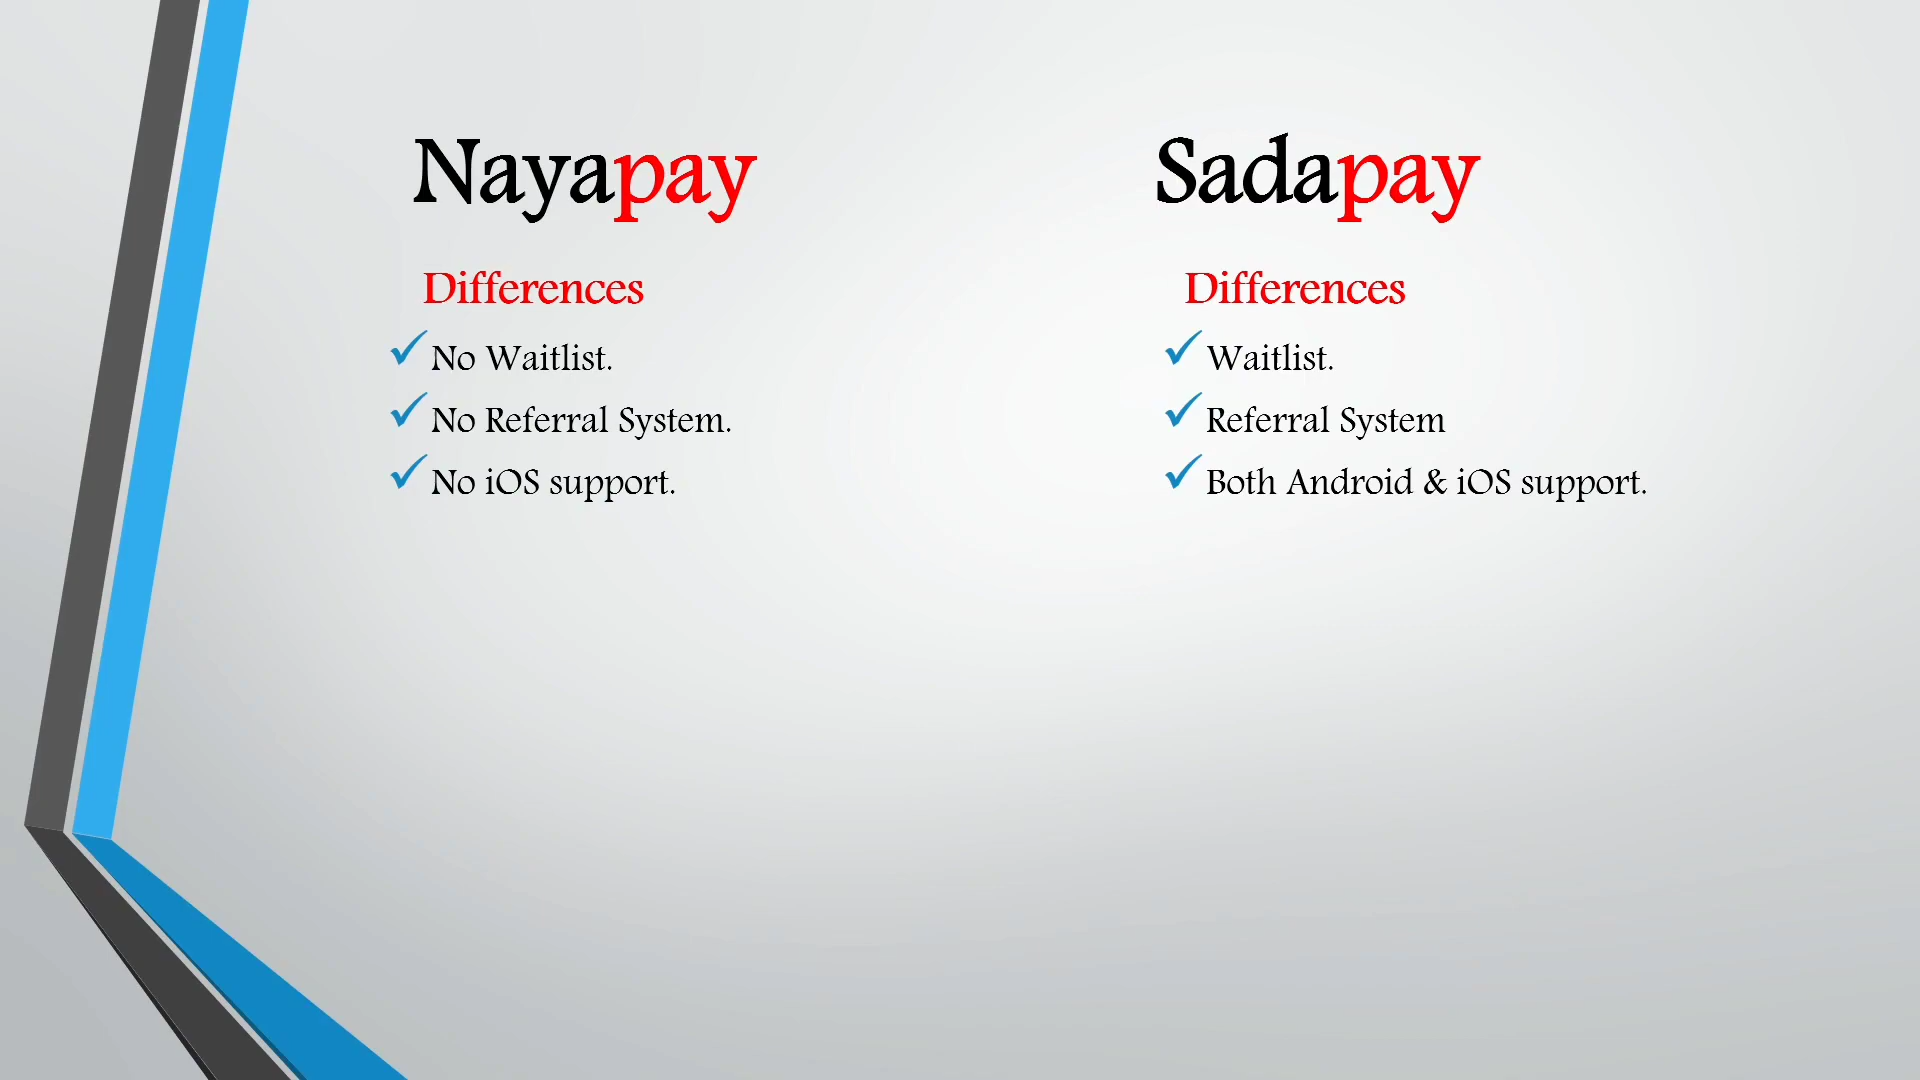 Nayapay
Differences
No Waitlist.
No Referral System.
No iOS support.
Sadapay
Differences
Waitlist.
Referral System
Both Android & iOS support.